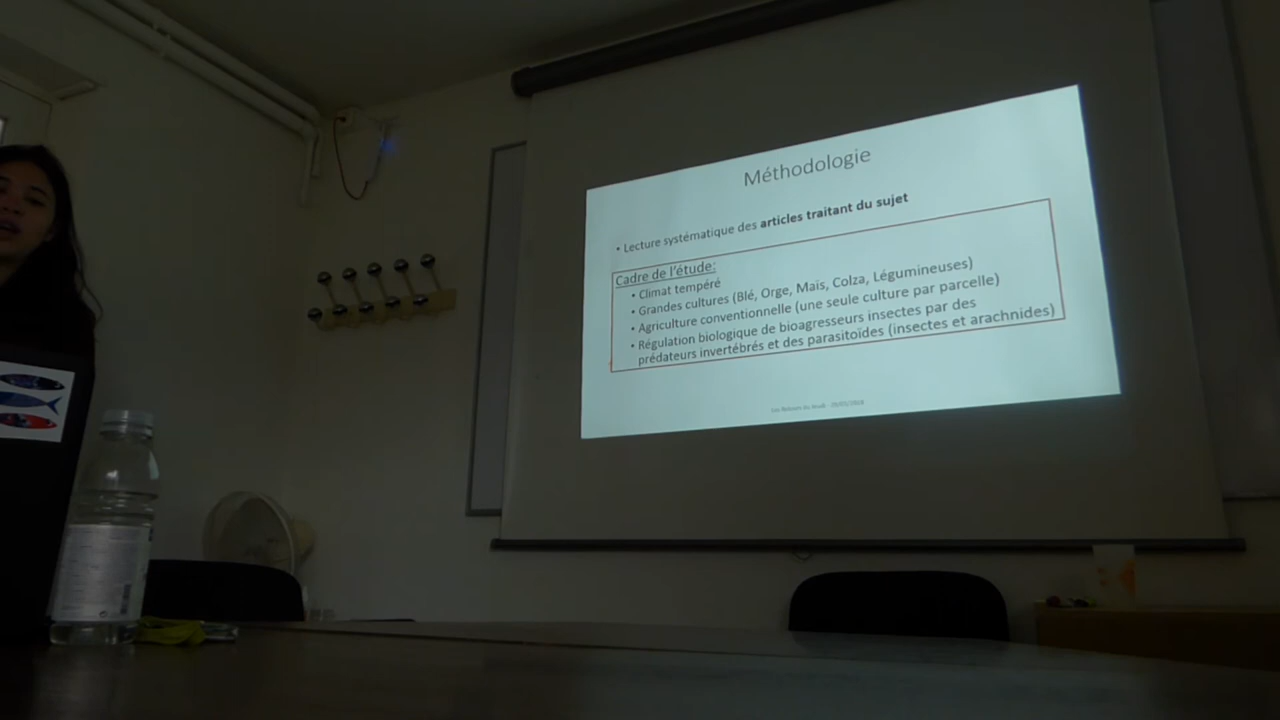 Méthodologie
• Lecture systématique des articles traitant du sujet
Cadre de l'étude:
• Climat tempéré
• Grandes cultures (Blé, Orge, Maïs, Colza, Légumineuses)
• Agriculture conventionnelle (une seule culture par parcelle)
• Régulation biologique de bioagresseurs insectes par des
prédateurs invertébrés et des parasitoïdes (insectes et arachnides)